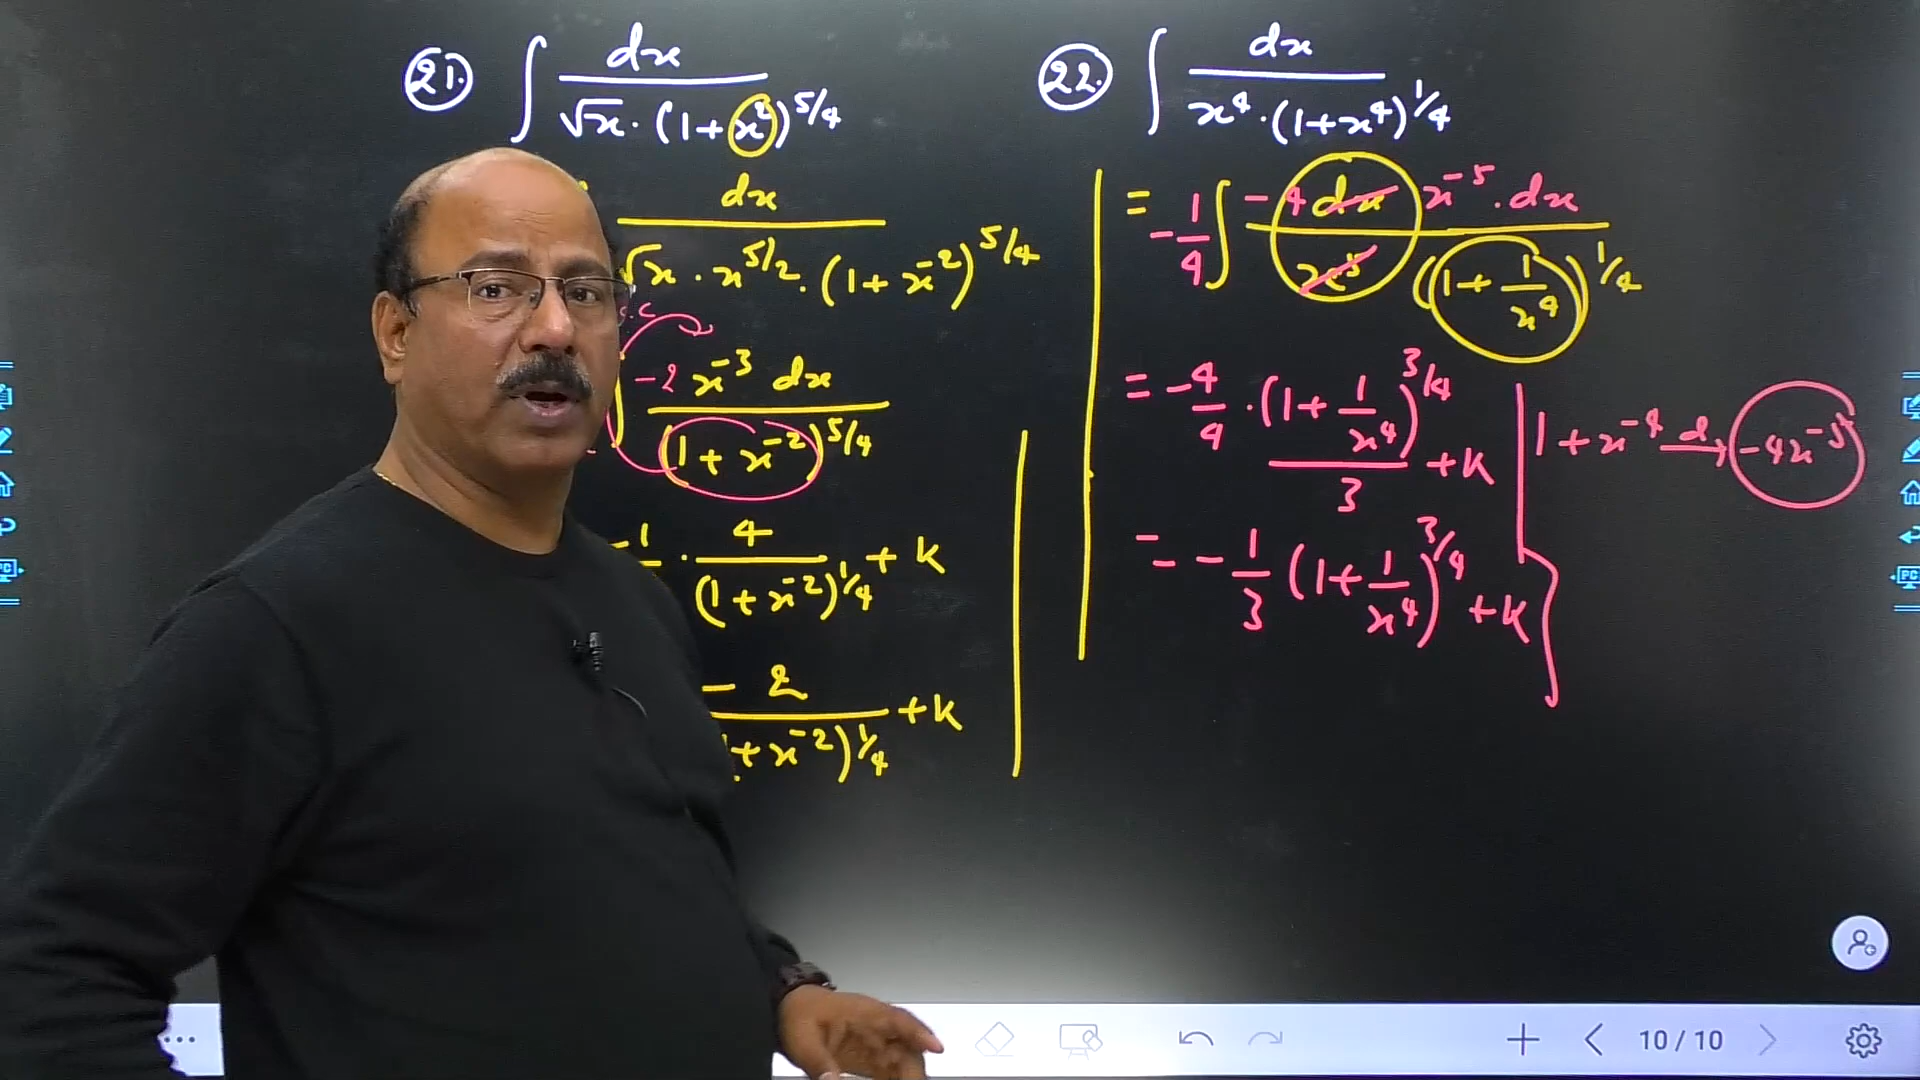 21. ∫ dx / √x · (1 + x²)^5/4
dx / √x · x^5/2 · (1 + x^-2)^5/4
-2 x^-3 dx / (1 + x^-2)^5/4
-1 · 4 / (1 + x^-2)^1/4 + k
- 2 / + x^-2)^1/4 + k
22. ∫ dx / x⁴ · (1 + x⁴)^1/4
= -1/4 ∫ -4 dx / x^5 x^-5 . dx / (1 + 1/x⁴)^1/4
= -4/4 · (1 + 1/x⁴)^3/4 / 3 + k
= -1/3 (1 + 1/x⁴)^3/4 + k
1 + x^-4 d→ -4x^-5
10 / 10